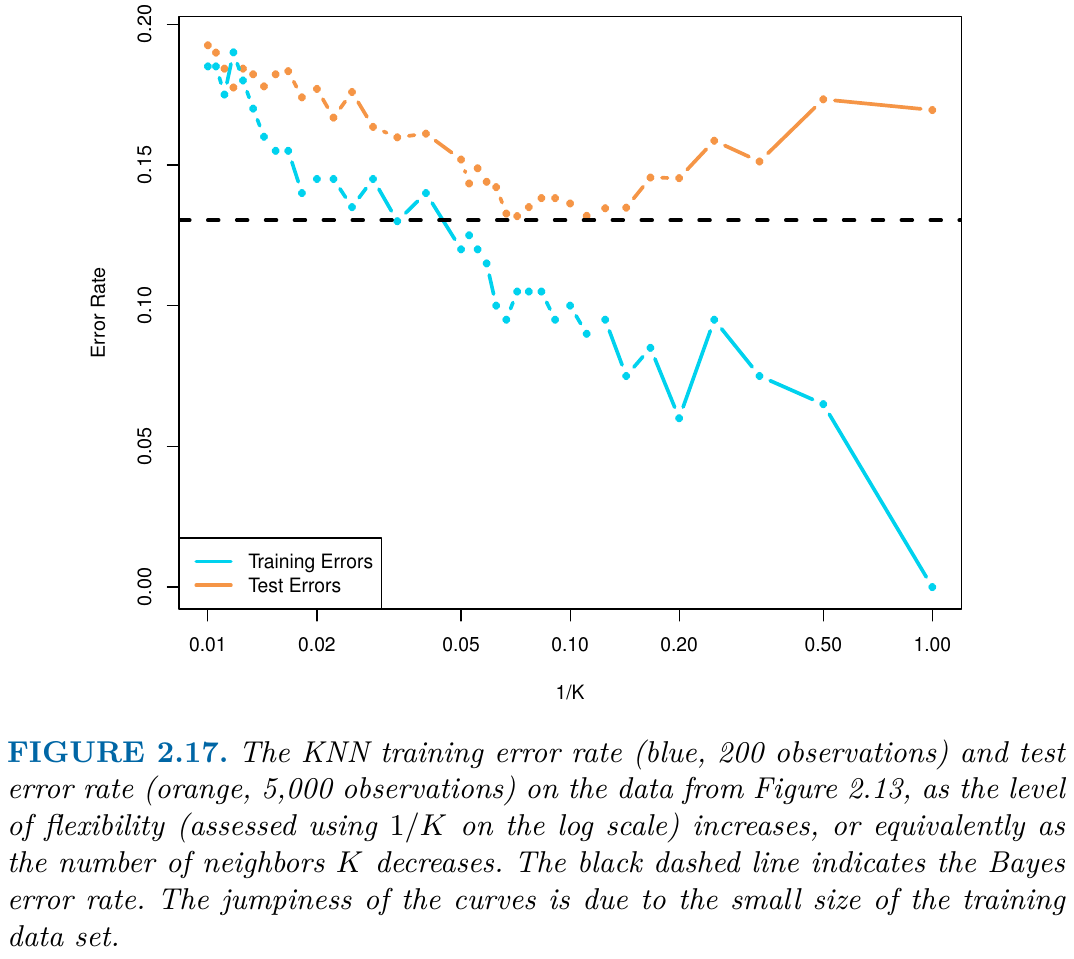 0.20
0.15
0.10
0.05
0.00
Error Rate
Training Errors
Test Errors
0.01 0.02 0.05 0.10 0.20 0.50 1.00
1/K
FIGURE 2.17. The KNN training error rate (blue, 200 observations) and test
error rate (orange, 5,000 observations) on the data from Figure 2.13, as the level
of flexibility (assessed using 1/K on the log scale) increases, or equivalently as
the number of neighbors K decreases. The black dashed line indicates the Bayes
error rate. The jumpiness of the curves is due to the small size of the training
data set.